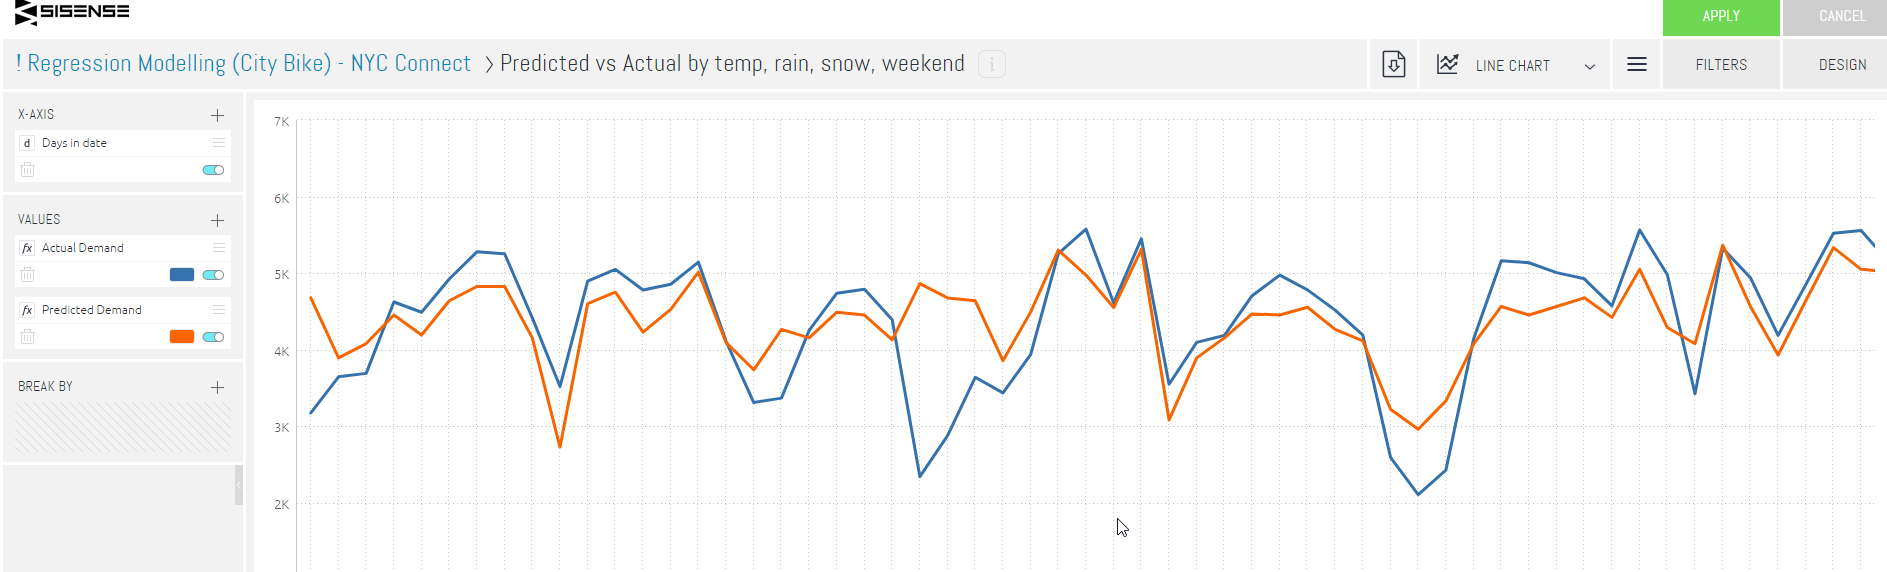 SISENSE
APPLY
CANCEL
! Regression Modelling (City Bike) - NYC Connect > Predicted vs Actual by temp, rain, snow, weekend
i
LINE CHART
FILTERS
DESIGN
X-AXIS +
d Days in date
VALUES +
fx Actual Demand
fx Predicted Demand
BREAK BY +
7K
6K
5K
4K
3K
2K